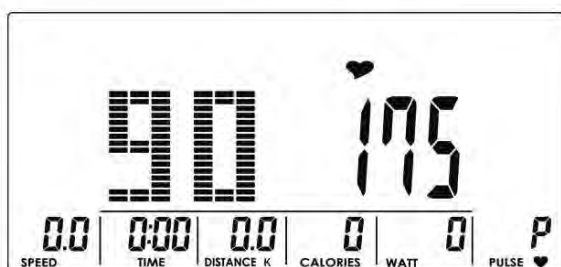 90 175
0.0 0:00 0.0 0 0 P
SPEED TIME DISTANCE K CALORIES WATT PULSE